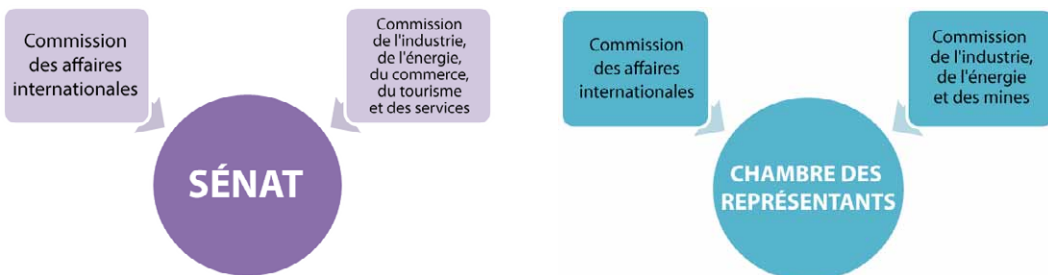 Commission
des affaires
internationales
Commission
de l'industrie,
de l'énergie,
du commerce,
du tourisme
et des services
SÉNAT
Commission
des affaires
internationales
Commission
de l'industrie,
de l'énergie
et des mines
CHAMBRE DES
REPRÉSENTANTS